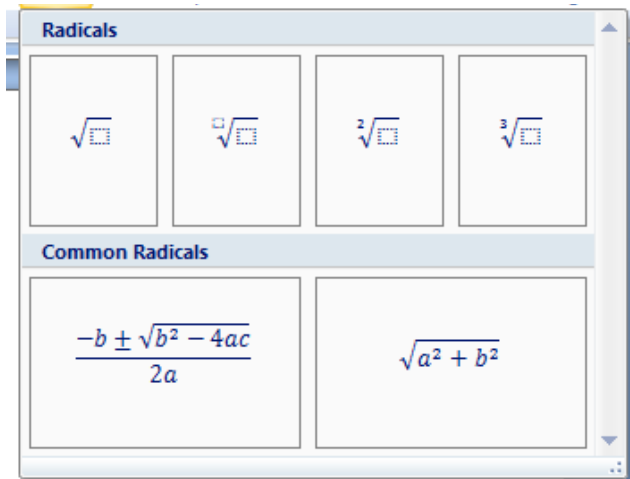 Radicals
√⬚ ⬚√⬚ ²√⬚ ³√⬚
Common Radicals
(−b ± √(b² − 4ac))/2a √(a² + b²)